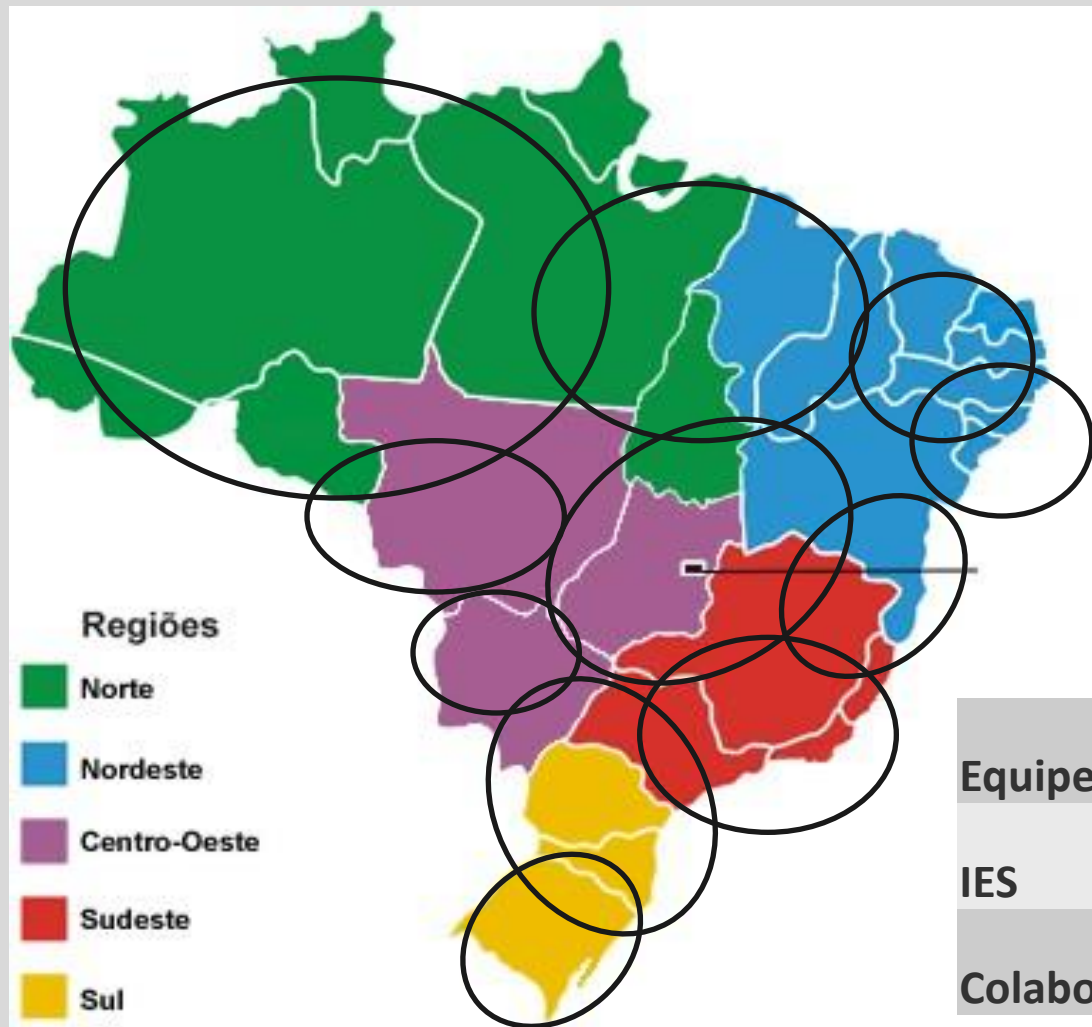 Regiões
Norte
Nordeste
Centro-Oeste
Sudeste
Sul
Equipe
IES
Colabo